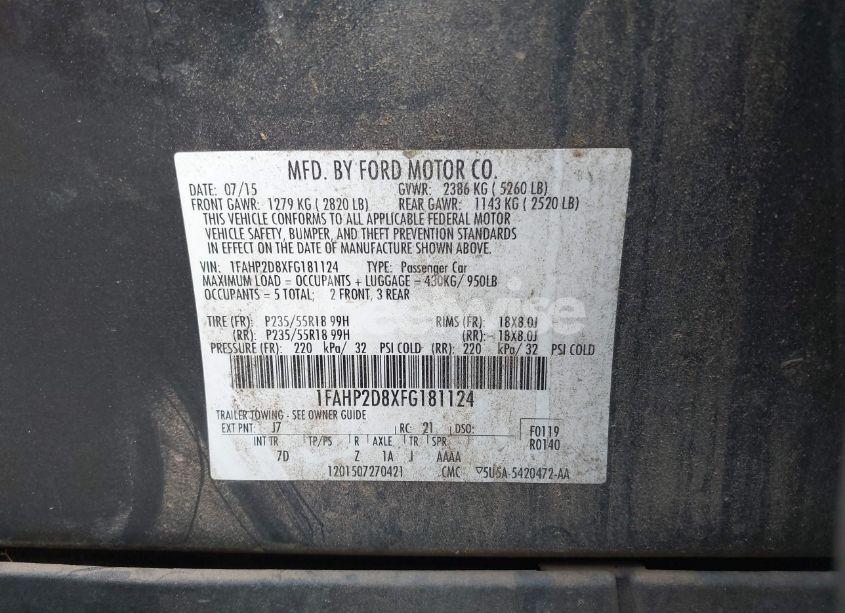 MFD. BY FORD MOTOR CO.
DATE: 07/15 GVWR: 2386 KG ( 5260 LB)
FRONT GAWR: 1279 KG ( 2820 LB) REAR GAWR: 1143 KG ( 2520 LB)
THIS VEHICLE CONFORMS TO ALL APPLICABLE FEDERAL MOTOR
VEHICLE SAFETY, BUMPER, AND THEFT PREVENTION STANDARDS
IN EFFECT ON THE DATE OF MANUFACTURE SHOWN ABOVE.
VIN: 1FAHP2D8XFG181124 TYPE: Passenger Car
MAXIMUM LOAD = OCCUPANTS + LUGGAGE = 430KG/ 950LB
OCCUPANTS = 5 TOTAL; 2 FRONT, 3 REAR
TIRE (FR): P235/55R18 99H RIMS (FR): 18X8.0J
(RR): P235/55R18 99H (RR): 18X8.0J
PRESSURE (FR): 220 kPa/ 32 PSI COLD (RR): 220 kPa/ 32 PSI COLD
1FAHP2D8XFG181124
TRAILER TOWING - SEE OWNER GUIDE
EXT PNT: J7 RC: 21 DSO: F0119
INT TR TP/PS R AXLE TR SPR R0140
7D Z 1A J AAAA
1201507270421 CMC ▽5U5A-5420472-AA